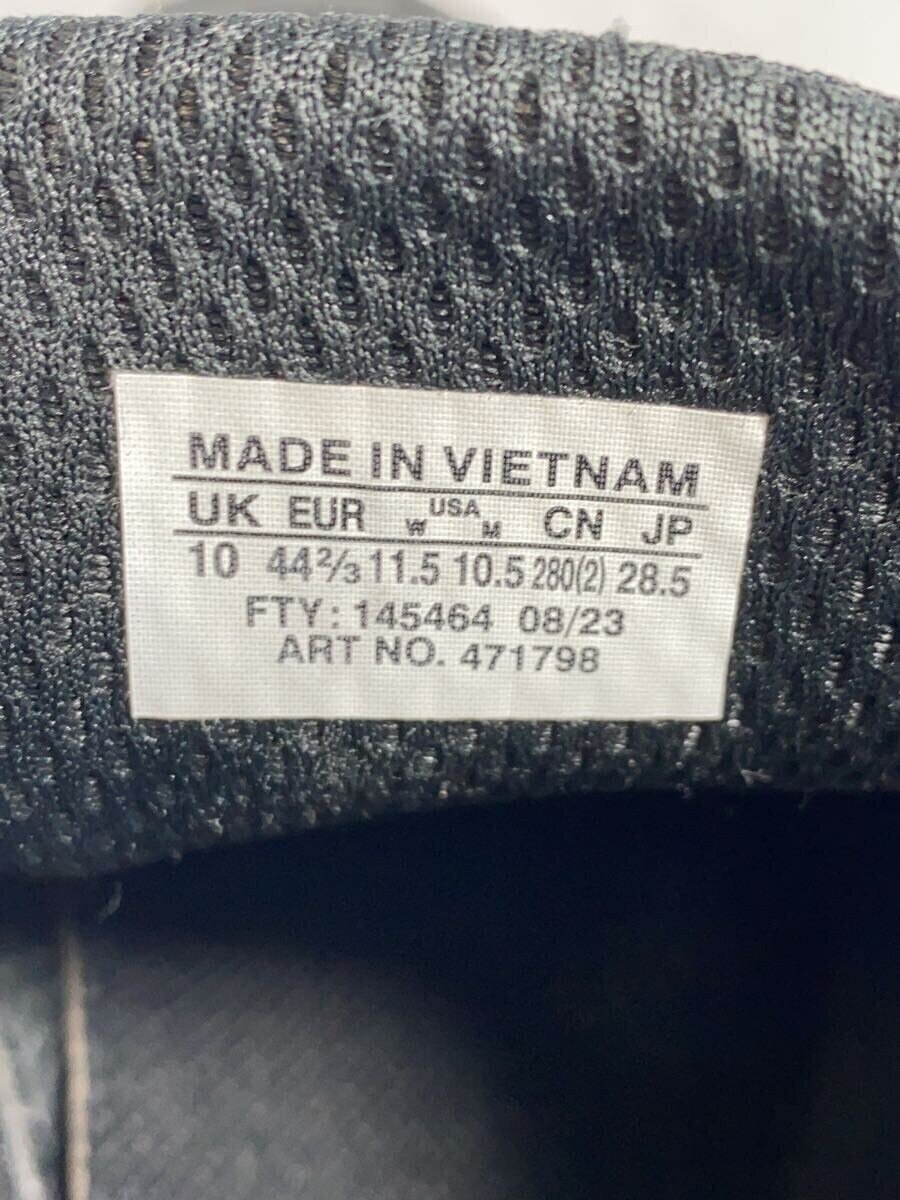 MADE IN VIETNAM
UK EUR W USA M CN JP
10 44⅔ 11.5 10.5 280(2) 28.5
FTY: 145464 08/23
ART NO. 471798